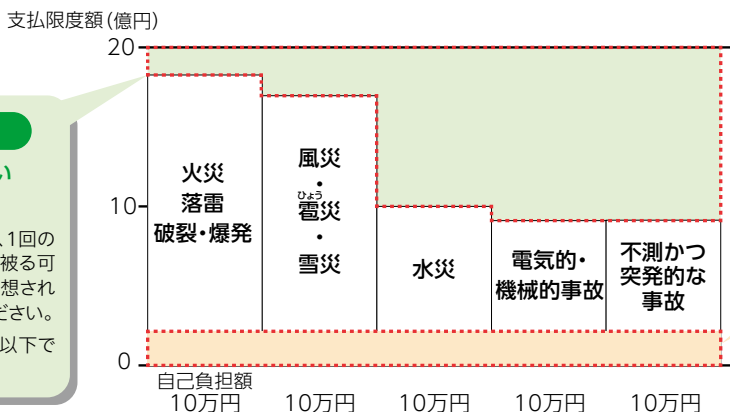 支払限度額(億円)
20
10
0
い
、1回の
被る可
想され
ださい。
以下で
火災
落雷
破裂・爆発
風災
・
ひょう
雹災
・
雪災
水災
電気的・
機械的事故
不測かつ
突発的な
事故
自己負担額
10万円 10万円 10万円 10万円 10万円